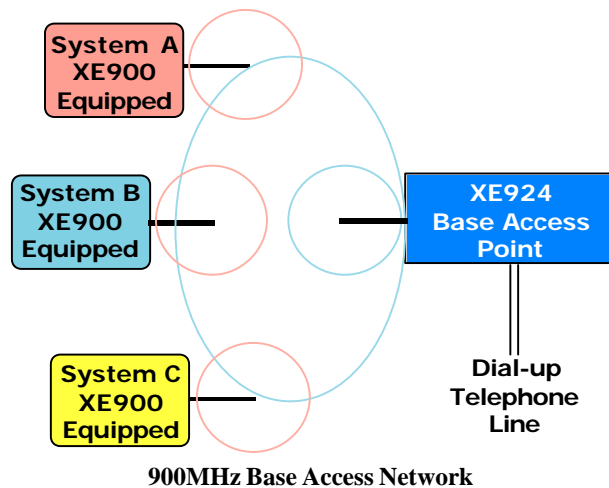 System A
XE900
Equipped
System B
XE900
Equipped
XE924
Base Access
Point
System C
XE900
Equipped
Dial-up
Telephone
Line
900MHz Base Access Network